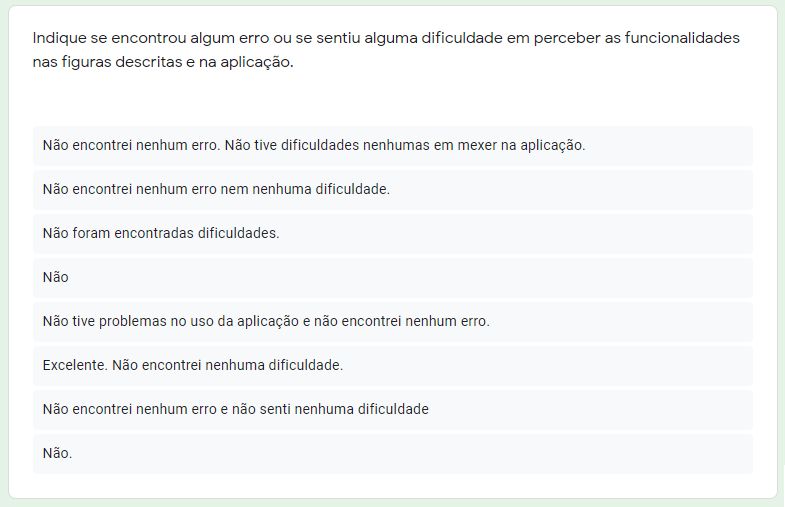 Indique se encontrou algum erro ou se sentiu alguma dificuldade em perceber as funcionalidades
nas figuras descritas e na aplicação.
Não encontrei nenhum erro. Não tive dificuldades nenhumas em mexer na aplicação.
Não encontrei nenhum erro nem nenhuma dificuldade.
Não foram encontradas dificuldades.
Não
Não tive problemas no uso da aplicação e não encontrei nenhum erro.
Excelente. Não encontrei nenhuma dificuldade.
Não encontrei nenhum erro e não senti nenhuma dificuldade
Não.